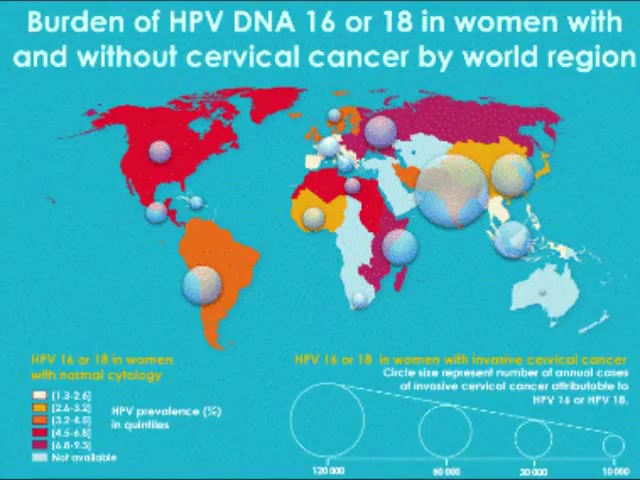 Burden of HPV DNA 16 or 18 in women with
and without cervical cancer by world region
HPV 16 or 18 in women
with normal cytology
[1.3-2.6]
[2.6-3.2]
[3.2-4.5]
[4.5-6.8]
[6.8-9.3]
Not available
HPV prevalence (%)
in quintiles
HPV 16 or 18 in women with invasive cervical cancer
Circle size represent number of annual cases
of invasive cervical cancer attributable to
HPV 16 or HPV 18.
120 000
60 000
30 000
10 000